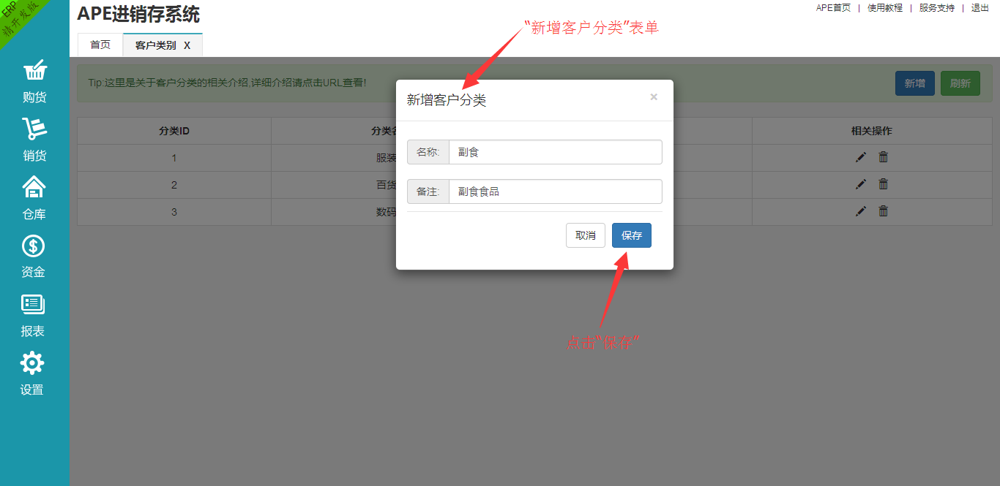 ERP
精开发版
APE进销存系统
APE首页 | 使用教程 | 服务支持 | 退出
首页 客户类别 X
“新增客户分类”表单
Tip:这里是关于客户分类的相关介绍,详细介绍请点击URL查看!
新增 刷新
购货
销货
仓库
资金
报表
设置
分类ID 分类 相关操作
1 服装
2 百货
3 数码
新增客户分类 ×
名称: 副食
备注: 副食食品
取消 保存
点击“保存”